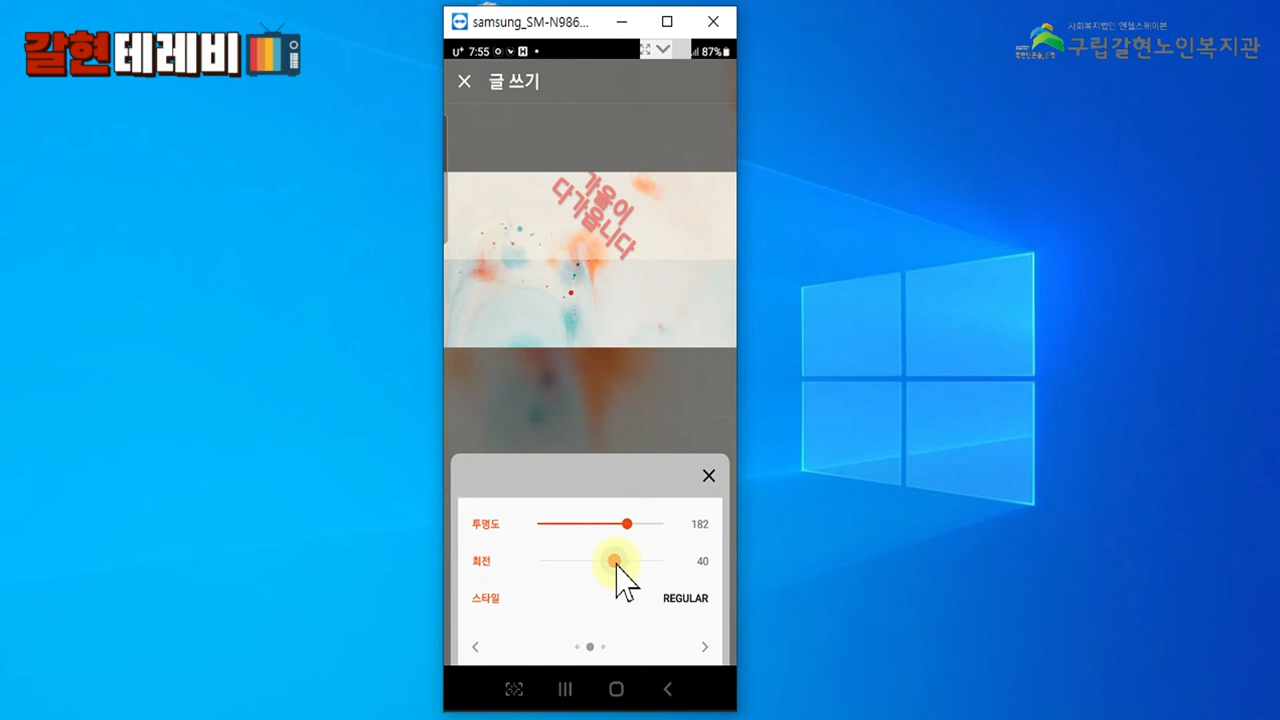 갈현테레비
사회복지법인 엔젤스헤이븐
구립갈현노인복지관
samsung_SM-N986...
U+ 7:55
87%
글 쓰기
가을이
다가옵니다
투명도 182
회전 40
스타일 REGULAR